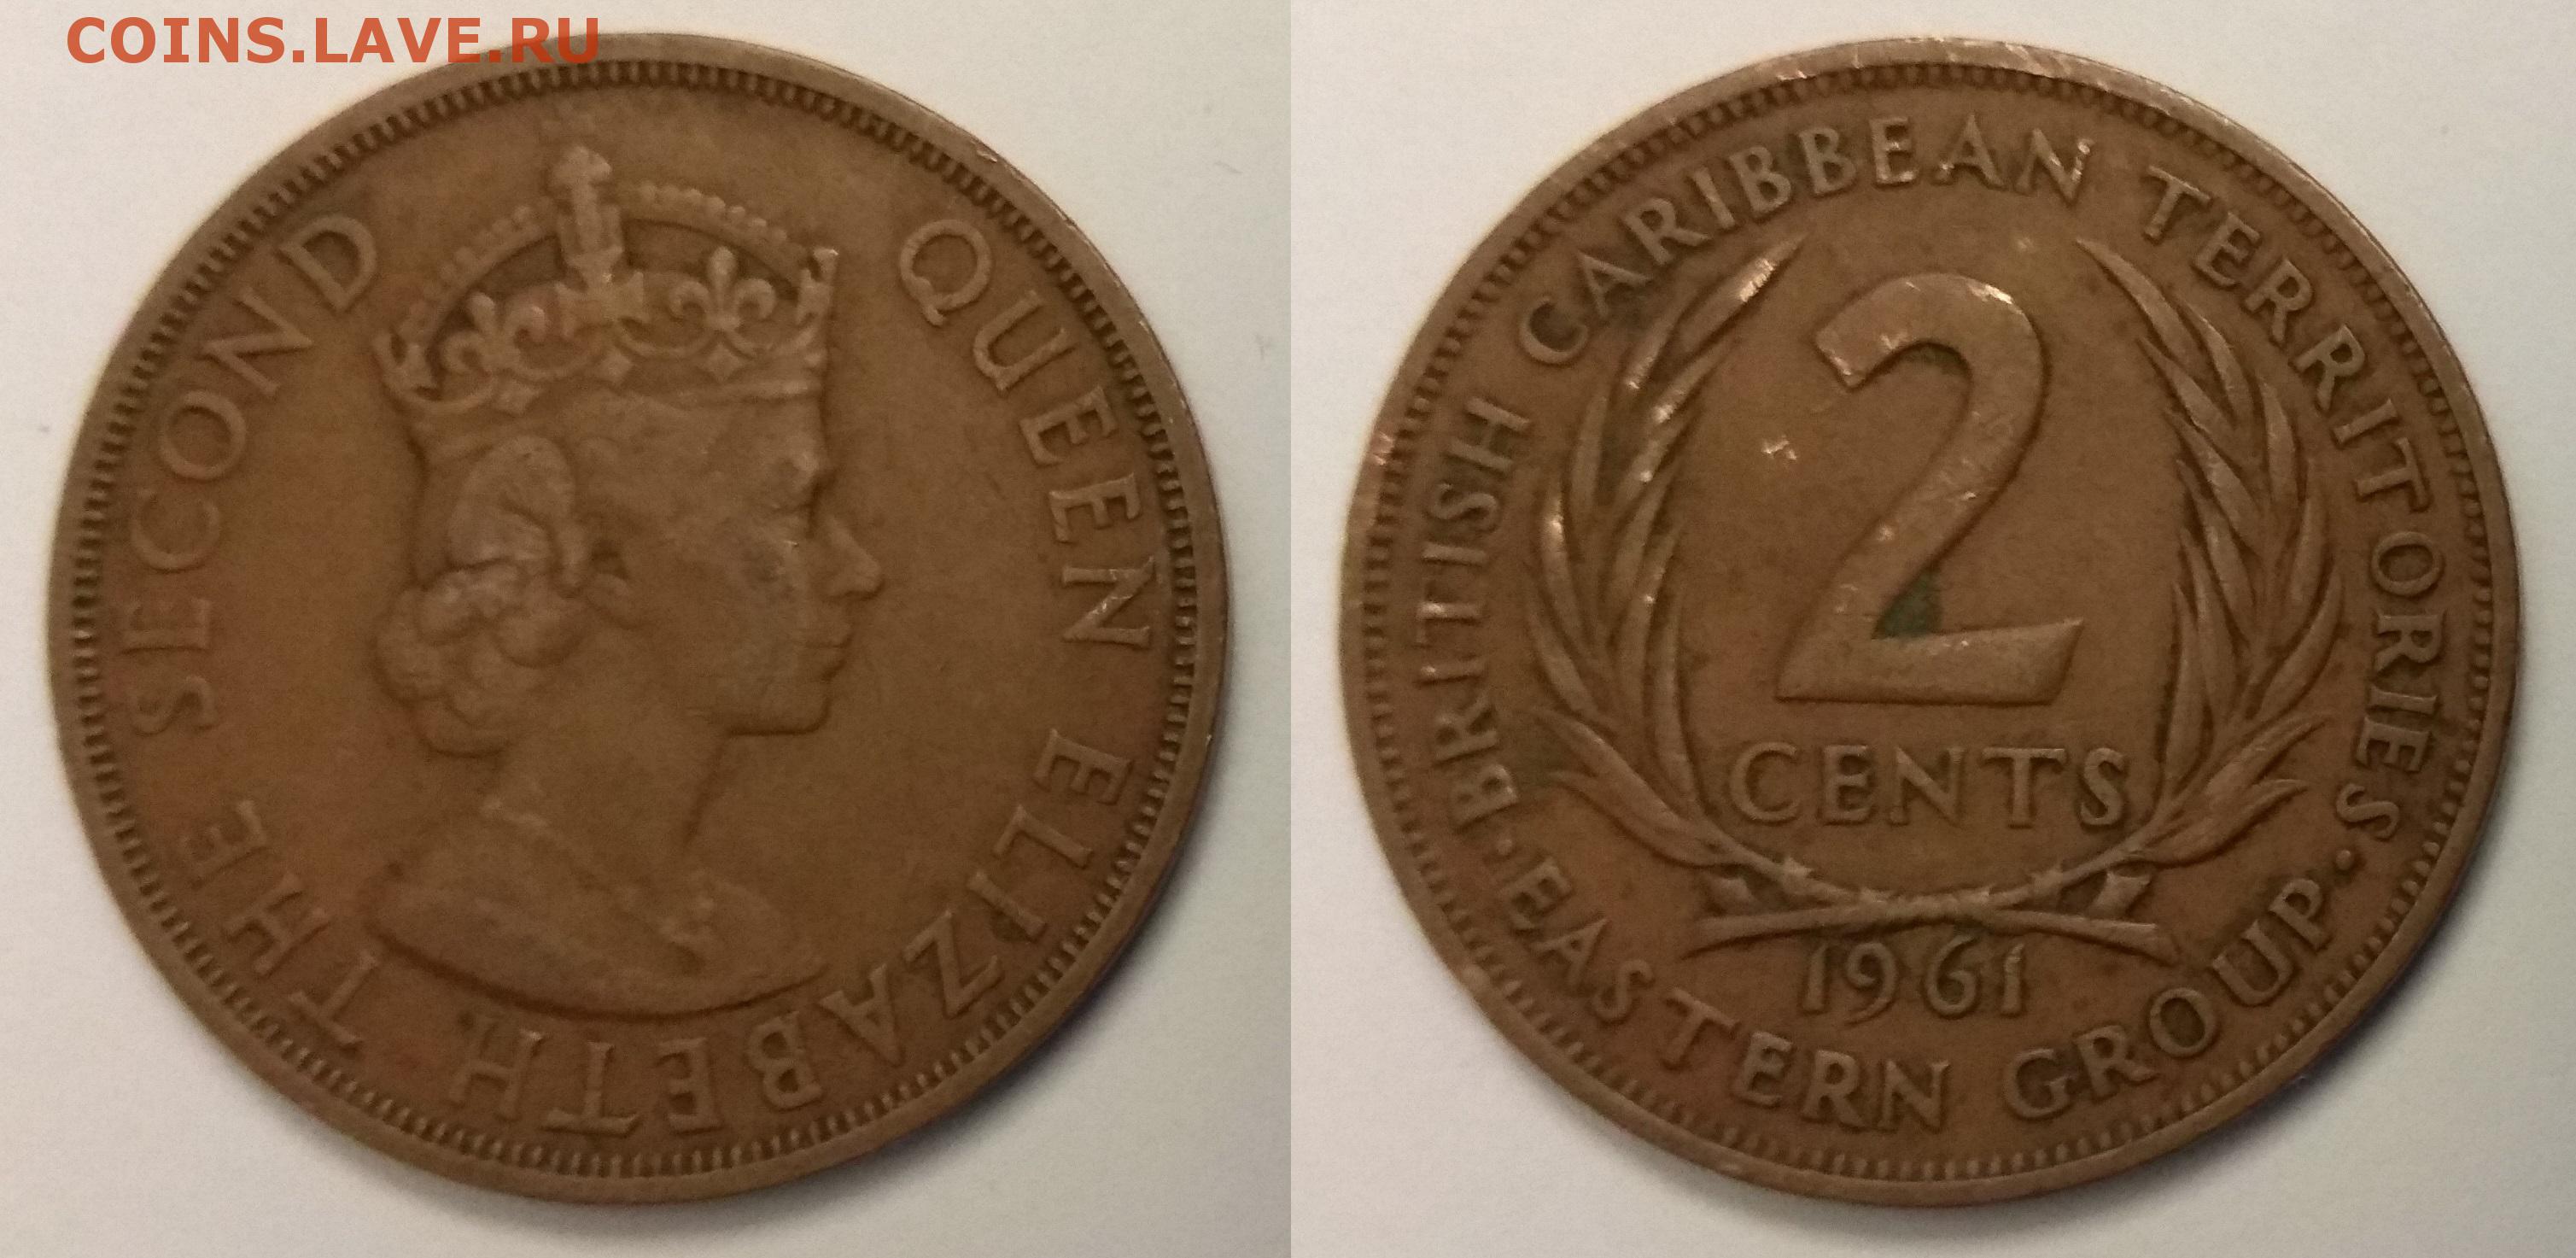 COINS.LAVE.RU
QUEEN ELIZABETH THE SECOND
BRITISH CARIBBEAN TERRITORIES
2
CENTS
1961
·EASTERN GROUP·